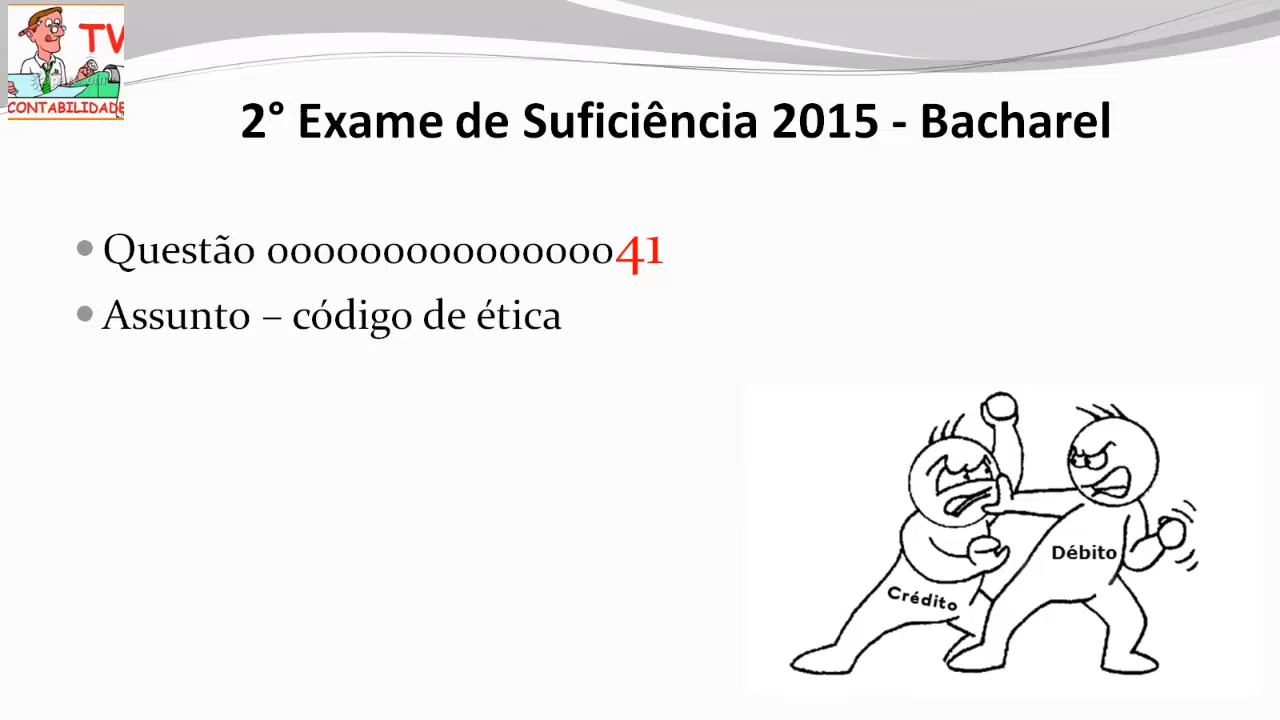 TV
CONTABILIDADE
2° Exame de Suficiência 2015 - Bacharel
Questão ooooooooooooooo41
Assunto – código de ética
Débito
Crédito